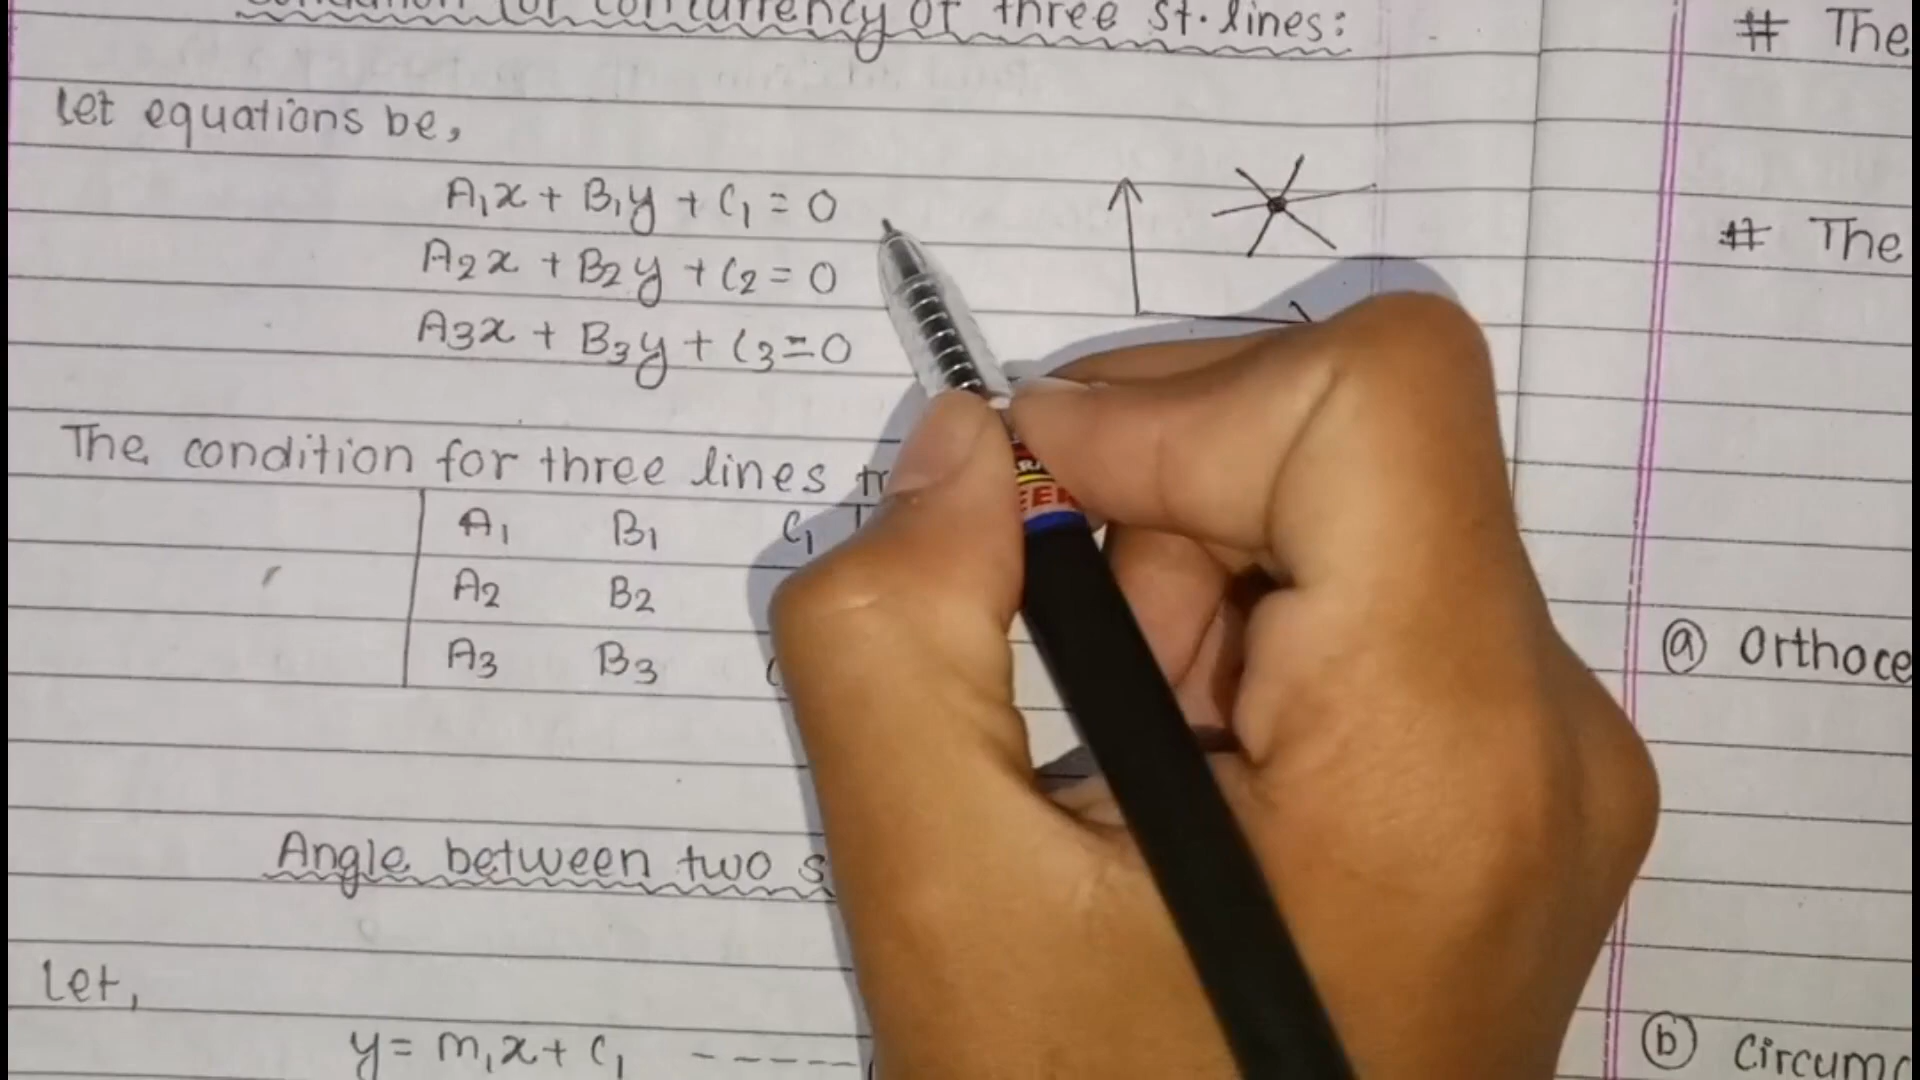 Condition for concurrency of three st. lines:
Let equations be,
A₁x + B₁y + C₁ = 0
A₂x + B₂y + C₂ = 0
A₃x + B₃y + C₃ = 0
The condition for three lines
A₁ B₁ C₁
A₂ B₂
A₃ B₃
Angle between two
Let,
y = m₁x + c₁ -----
# The
# The
ⓐ
ⓑ